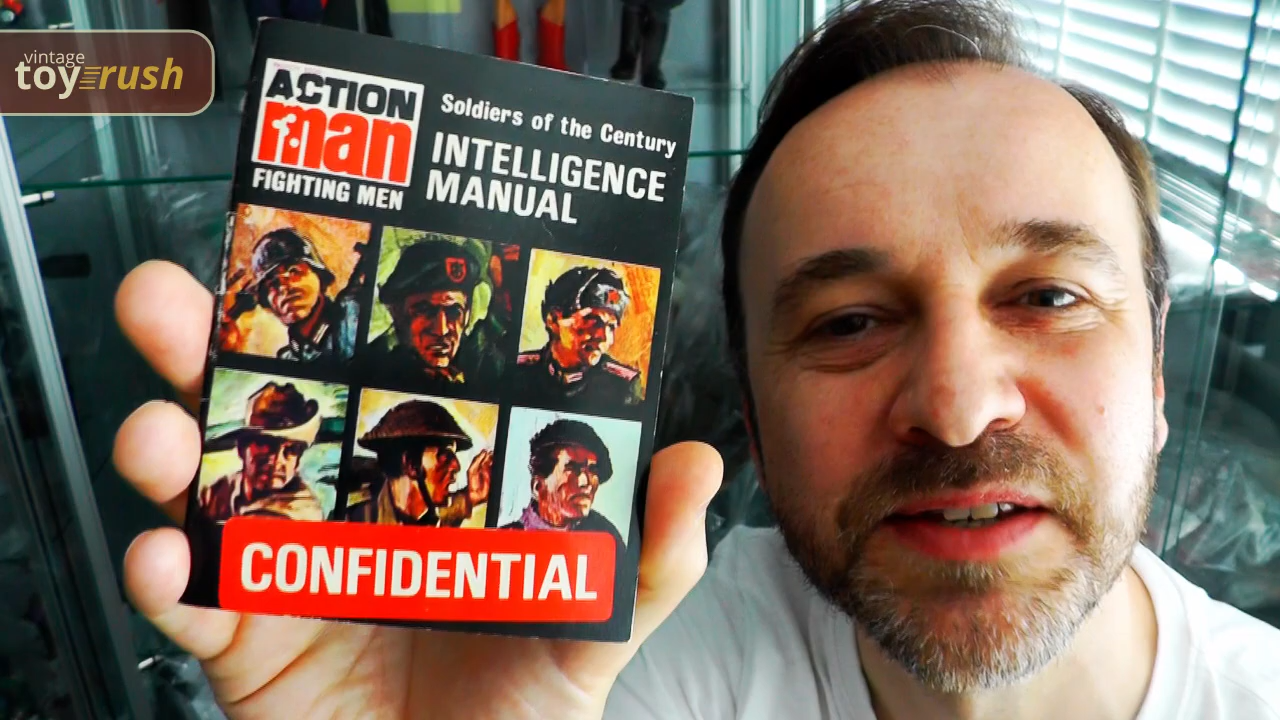 vintage
toy rush
ACTION
man
FIGHTING MEN
Soldiers of the Century
INTELLIGENCE
MANUAL
CONFIDENTIAL